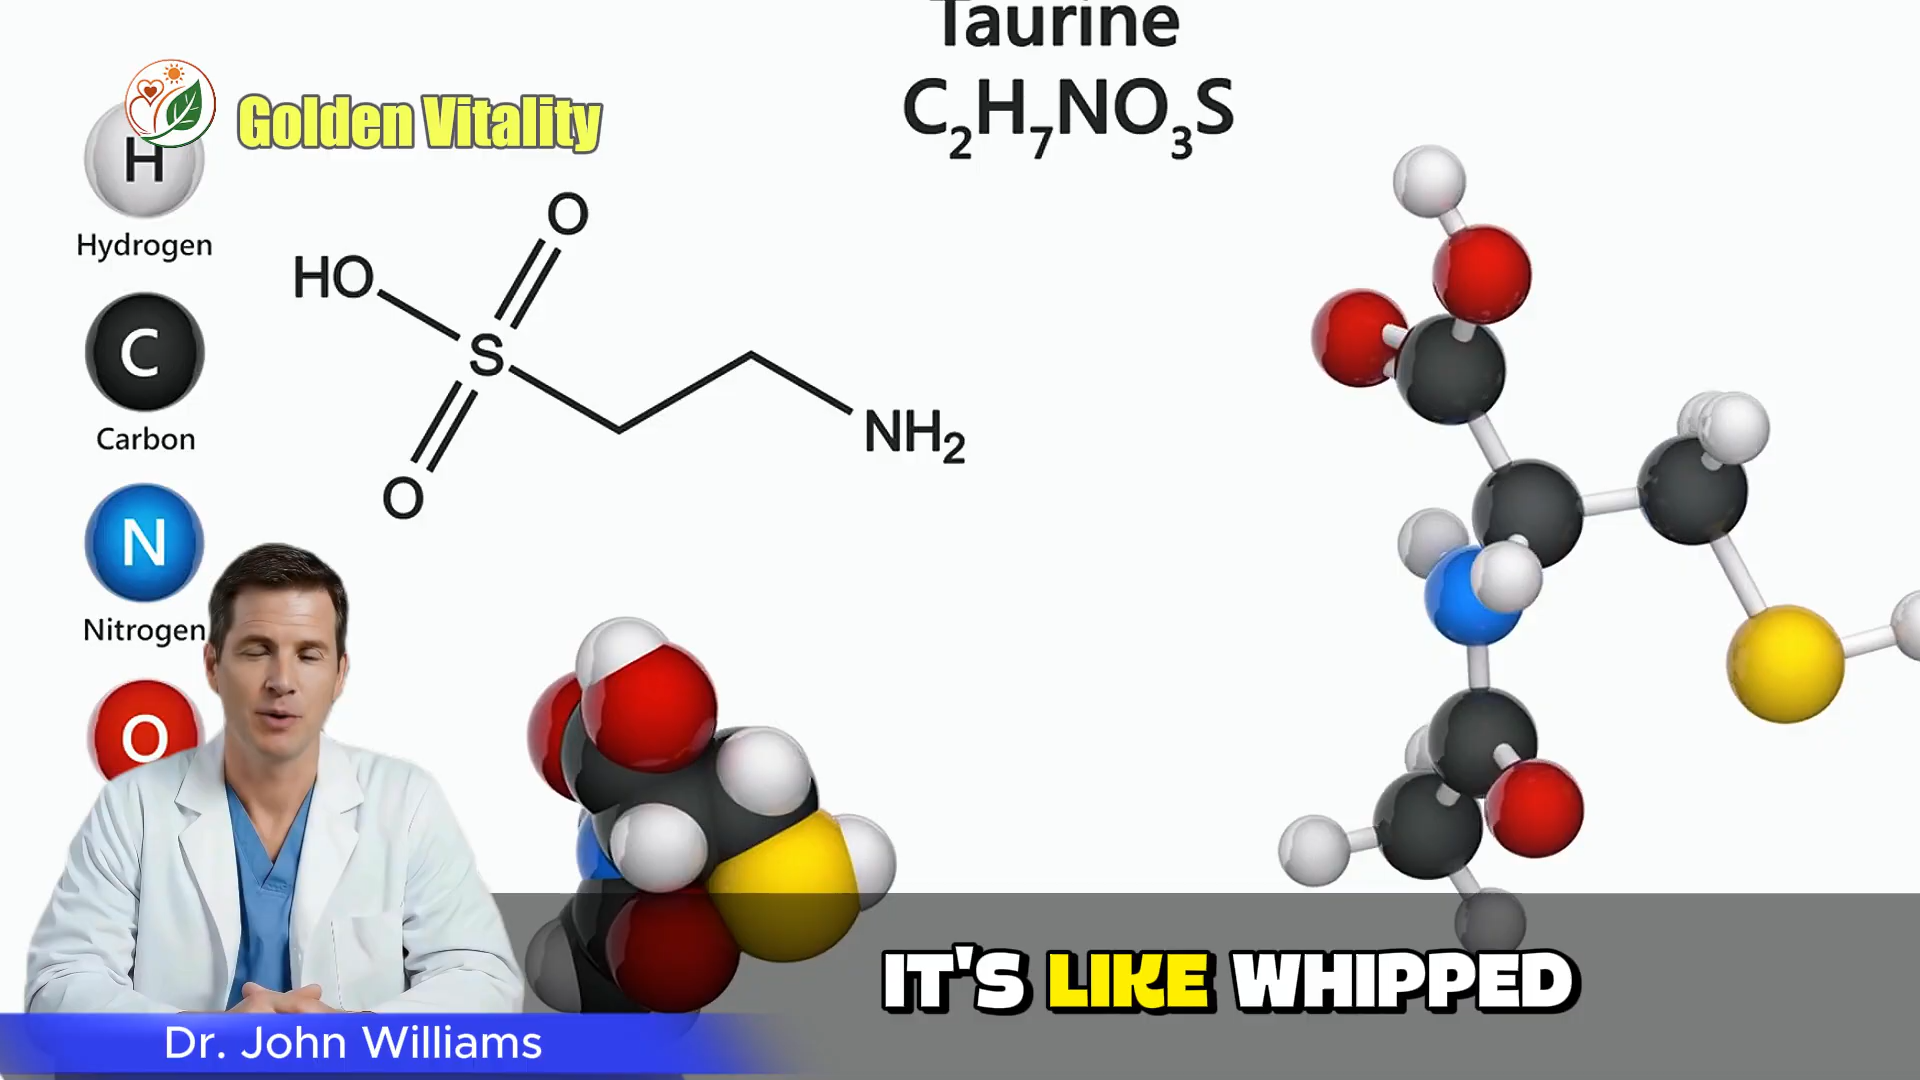 Taurine
C₂H₇NO₃S
Golden Vitality
H
Hydrogen
C
Carbon
N
Nitrogen
O
O
HO
S
NH₂
O
IT'S LIKE WHIPPED
Dr. John Williams